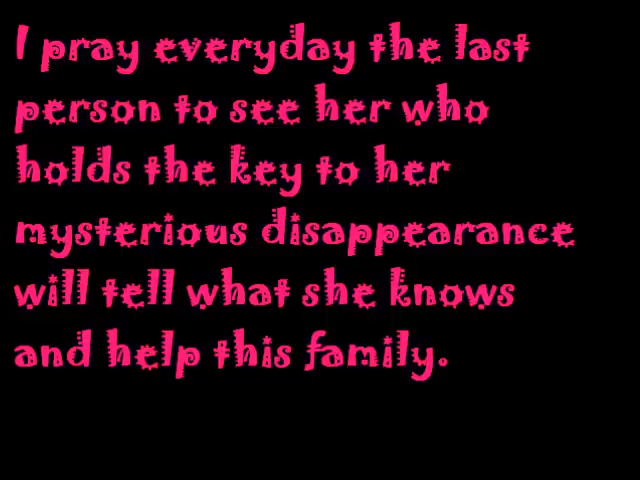 I pray everyday the last
person to see her who
holds the key to her
mysterious disappearance
will tell what she knows
and help this family.